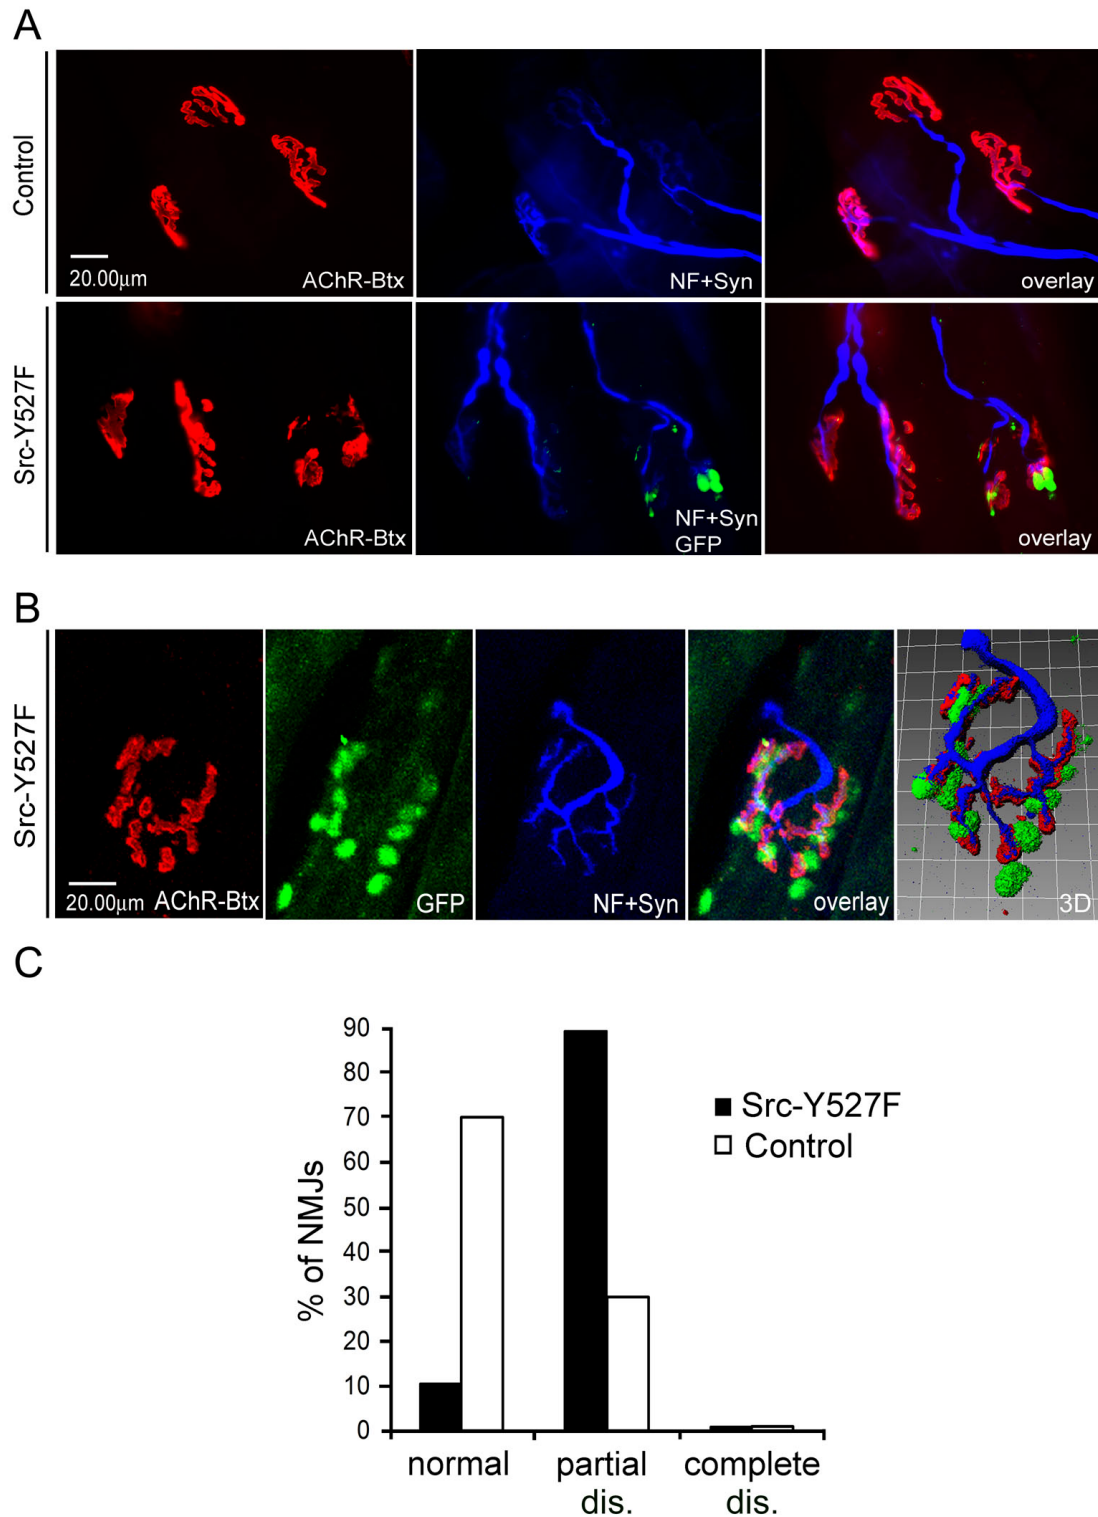 A
Control
20.00μm
AChR-Btx
NF+Syn
overlay
Src-Y527F
AChR-Btx
NF+Syn
GFP
overlay
B
Src-Y527F
20.00μm
AChR-Btx
GFP
NF+Syn
overlay
3D
C
% of NMJs
90
80
70
60
50
40
30
20
10
0
Src-Y527F
Control
normal
partial
dis.
complete
dis.